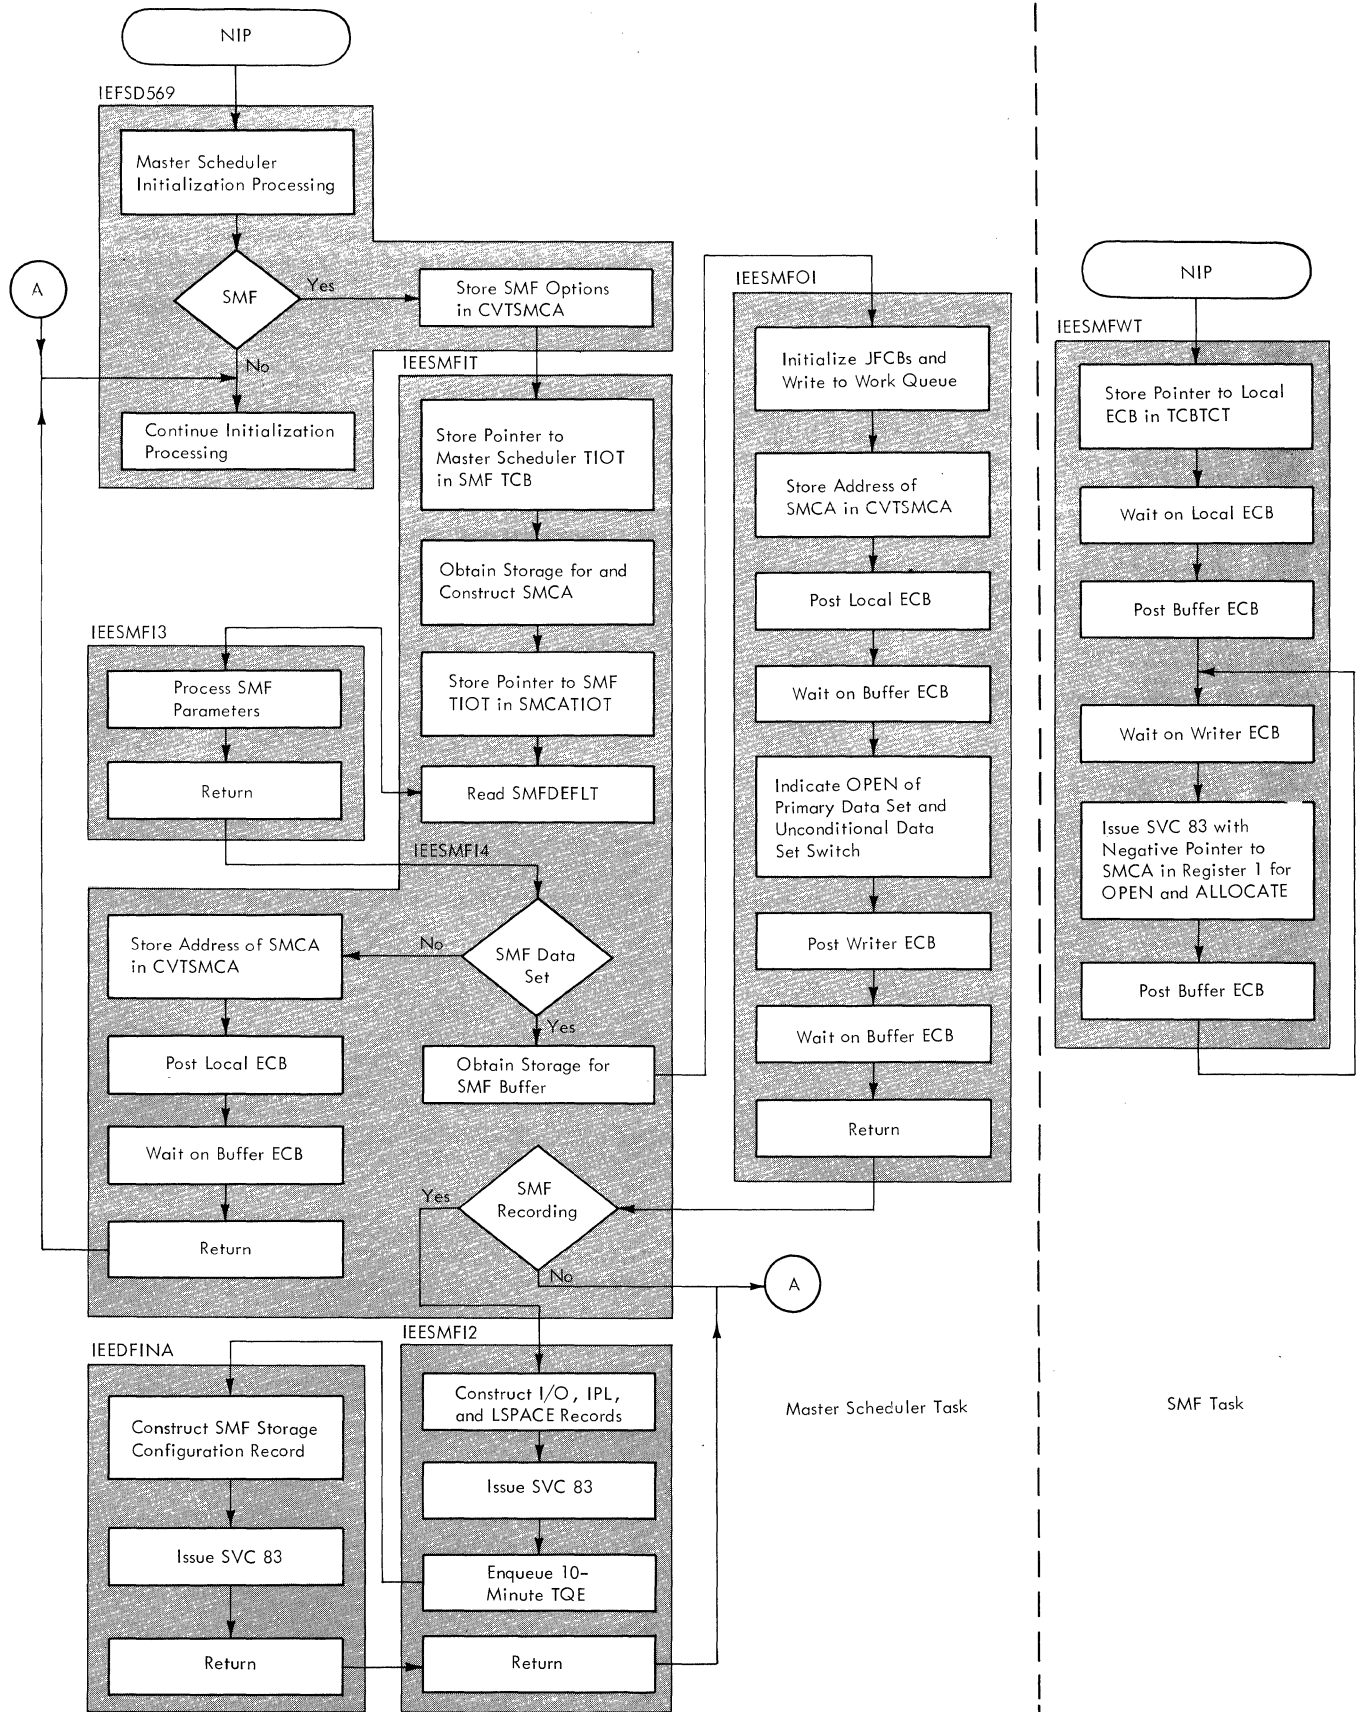 NIP
IEFSD569
Master Scheduler
Initialization Processing
A
SMF
Yes
No
Store SMF Options
in CVTSMCA
Continue Initialization
Processing
IEESMFIT
Store Pointer to
Master Scheduler TIOT
in SMF TCB
Obtain Storage for and
Construct SMCA
Store Pointer to SMF
TIOT in SMCATIOT
Read SMFDEFLT
IEESMFI3
Process SMF
Parameters
Return
IEESMFI4
SMF Data
Set
No
Yes
Store Address of SMCA
in CVTSMCA
Post Local ECB
Wait on Buffer ECB
Return
Obtain Storage for
SMF Buffer
SMF
Recording
Yes
No
A
IEEDFINA
Construct SMF Storage
Configuration Record
Issue SVC 83
Return
IEESMFI2
Construct I/O, IPL,
and LSPACE Records
Issue SVC 83
Enqueue 10-
Minute TQE
Return
IEESMFOI
Initialize JFCBs and
Write to Work Queue
Store Address of
SMCA in CVTSMCA
Post Local ECB
Wait on Buffer ECB
Indicate OPEN of
Primary Data Set and
Unconditional Data
Set Switch
Post Writer ECB
Wait on Buffer ECB
Return
Master Scheduler Task
NIP
IEESMFWT
Store Pointer to Local
ECB in TCBTCT
Wait on Local ECB
Post Buffer ECB
Wait on Writer ECB
Issue SVC 83 with
Negative Pointer to
SMCA in Register 1 for
OPEN and ALLOCATE
Post Buffer ECB
SMF Task